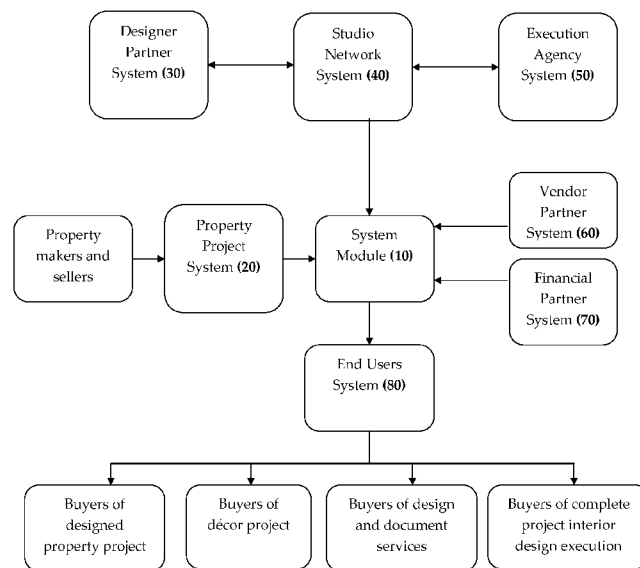 Designer
Partner
System (30)
Studio
Network
System (40)
Execution
Agency
System (50)
Property
makers and
sellers
Property
Project
System (20)
System
Module (10)
Vendor
Partner
System (60)
Financial
Partner
System (70)
End Users
System (80)
Buyers of
designed
property project
Buyers of
décor project
Buyers of design
and document
services
Buyers of complete
project interior
design execution